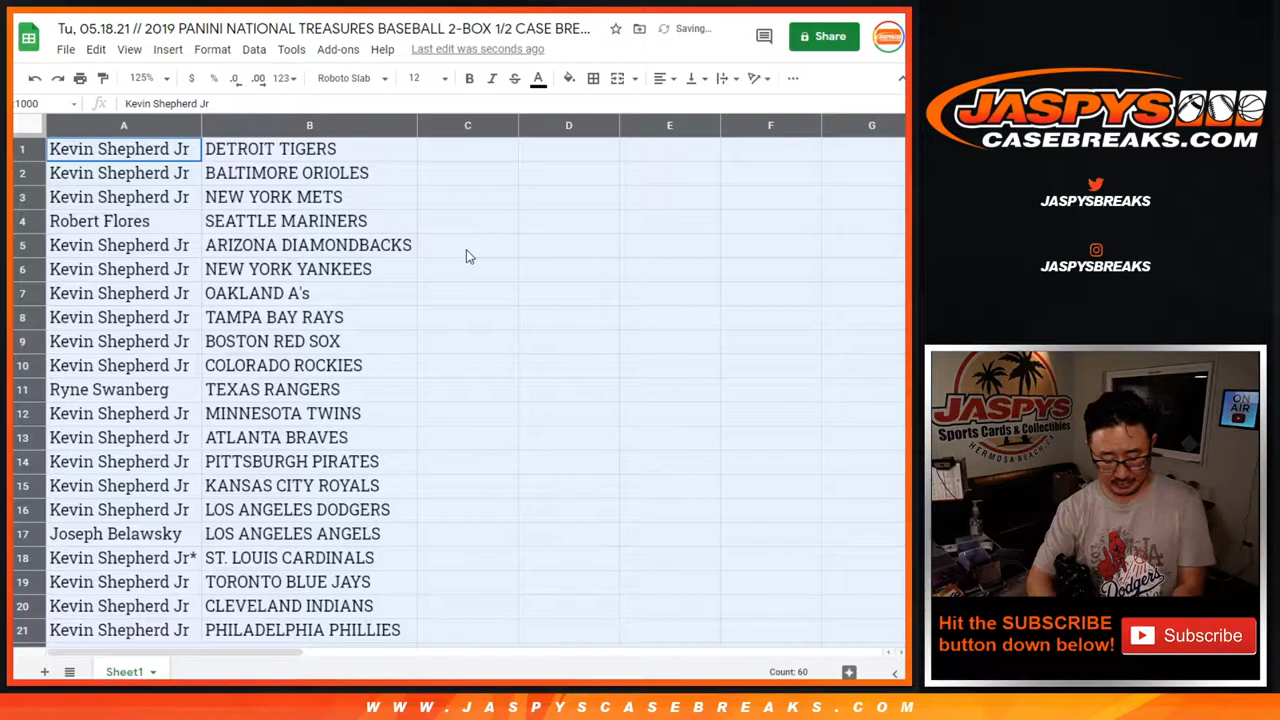 Tu, 05.18.21 // 2019 PANINI NATIONAL TREASURES BASEBALL 2-BOX 1/2 CASE BRE... Saving...
File Edit View Insert Format Data Tools Add-ons Help Last edit was seconds ago
Share
125% $ % .0 .00 123 Roboto Slab 12 B I S A
:1000 fx Kevin Shepherd Jr
A B C D E F G
1 Kevin Shepherd Jr DETROIT TIGERS
2 Kevin Shepherd Jr BALTIMORE ORIOLES
3 Kevin Shepherd Jr NEW YORK METS
4 Robert Flores SEATTLE MARINERS
5 Kevin Shepherd Jr ARIZONA DIAMONDBACKS
6 Kevin Shepherd Jr NEW YORK YANKEES
7 Kevin Shepherd Jr OAKLAND A's
8 Kevin Shepherd Jr TAMPA BAY RAYS
9 Kevin Shepherd Jr BOSTON RED SOX
10 Kevin Shepherd Jr COLORADO ROCKIES
11 Ryne Swanberg TEXAS RANGERS
12 Kevin Shepherd Jr MINNESOTA TWINS
13 Kevin Shepherd Jr ATLANTA BRAVES
14 Kevin Shepherd Jr PITTSBURGH PIRATES
15 Kevin Shepherd Jr KANSAS CITY ROYALS
16 Kevin Shepherd Jr LOS ANGELES DODGERS
17 Joseph Belawsky LOS ANGELES ANGELS
18 Kevin Shepherd Jr* ST. LOUIS CARDINALS
19 Kevin Shepherd Jr TORONTO BLUE JAYS
20 Kevin Shepherd Jr CLEVELAND INDIANS
21 Kevin Shepherd Jr PHILADELPHIA PHILLIES
Sheet1 Count: 60
JASPYS
CASEBREAKS.COM
JASPYSBREAKS
JASPYSBREAKS
JASPYS
Sports Cards & Collectibles
HERMOSA BEACH, CA
ON
AIR
Dodgers
Hit the SUBSCRIBE
button down below!
Subscribe
WWW.JASPYSCASEBREAKS.COM